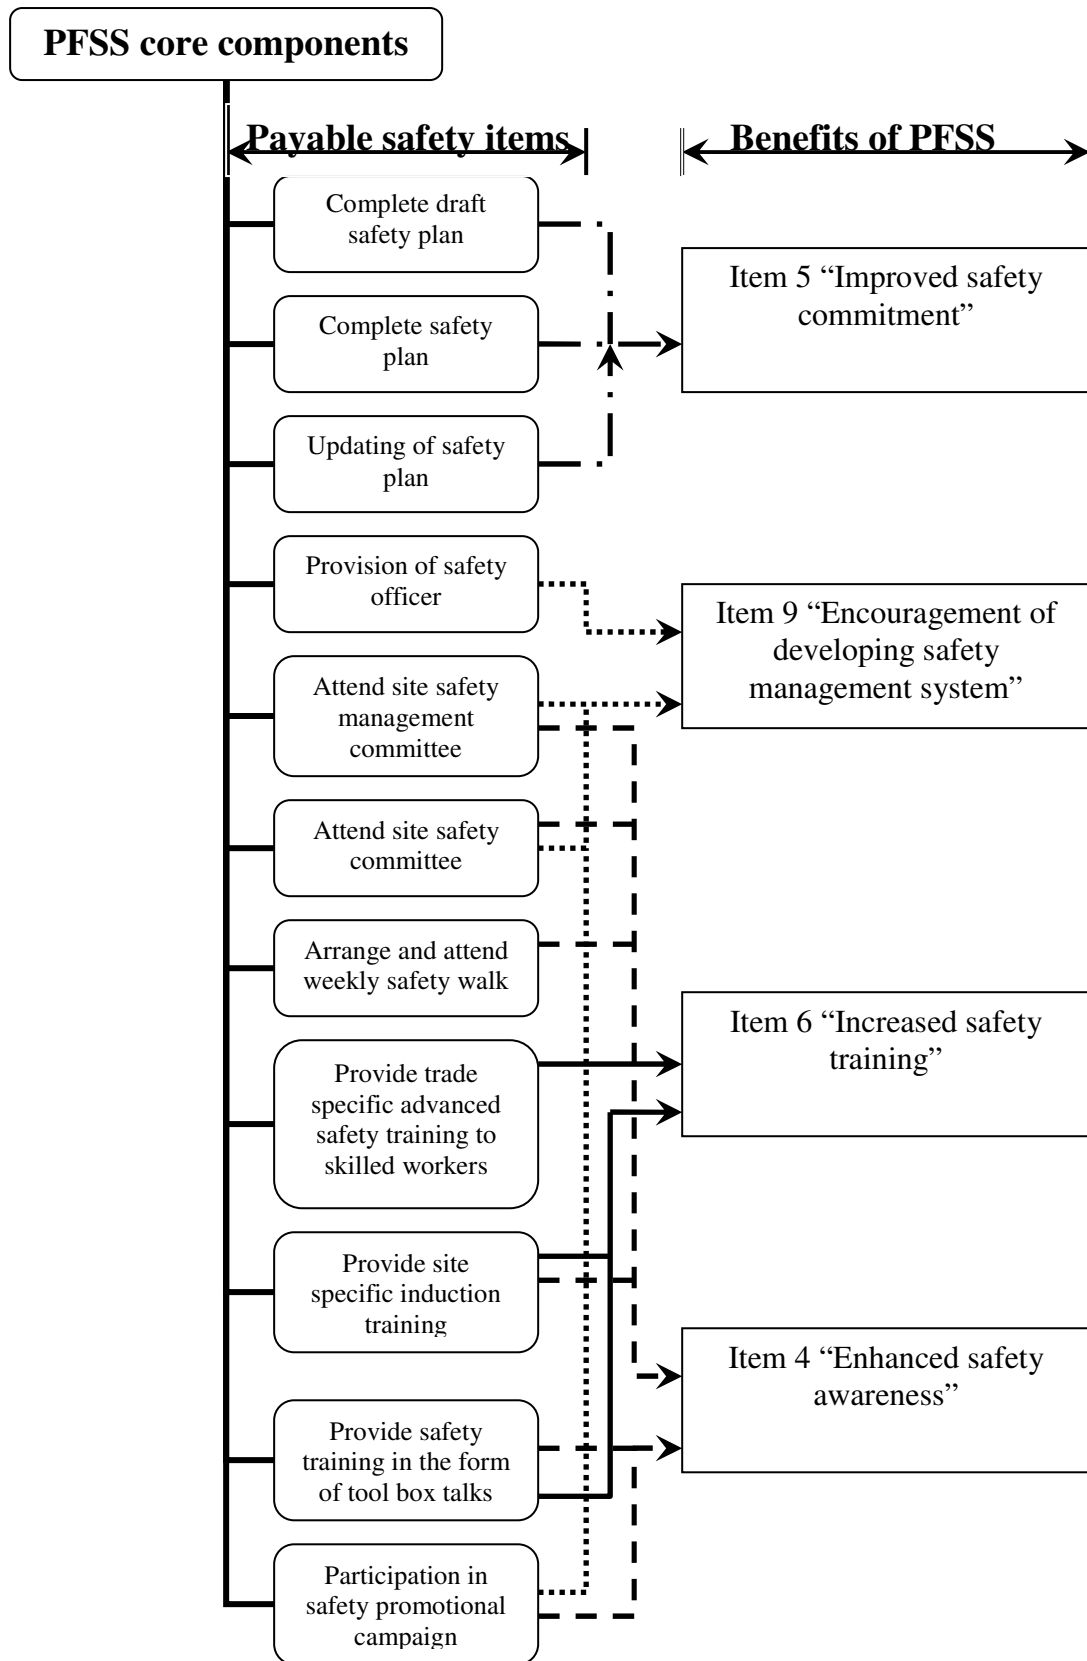 PFSS core components
Payable safety items
Benefits of PFSS
Complete draft
safety plan
Complete safety
plan
Updating of safety
plan
Provision of safety
officer
Attend site safety
management
committee
Attend site safety
committee
Arrange and attend
weekly safety walk
Provide trade
specific advanced
safety training to
skilled workers
Provide site
specific induction
training
Provide safety
training in the form
of tool box talks
Participation in
safety promotional
campaign
Item 5 “Improved safety
commitment”
Item 9 “Encouragement of
developing safety
management system”
Item 6 “Increased safety
training”
Item 4 “Enhanced safety
awareness”